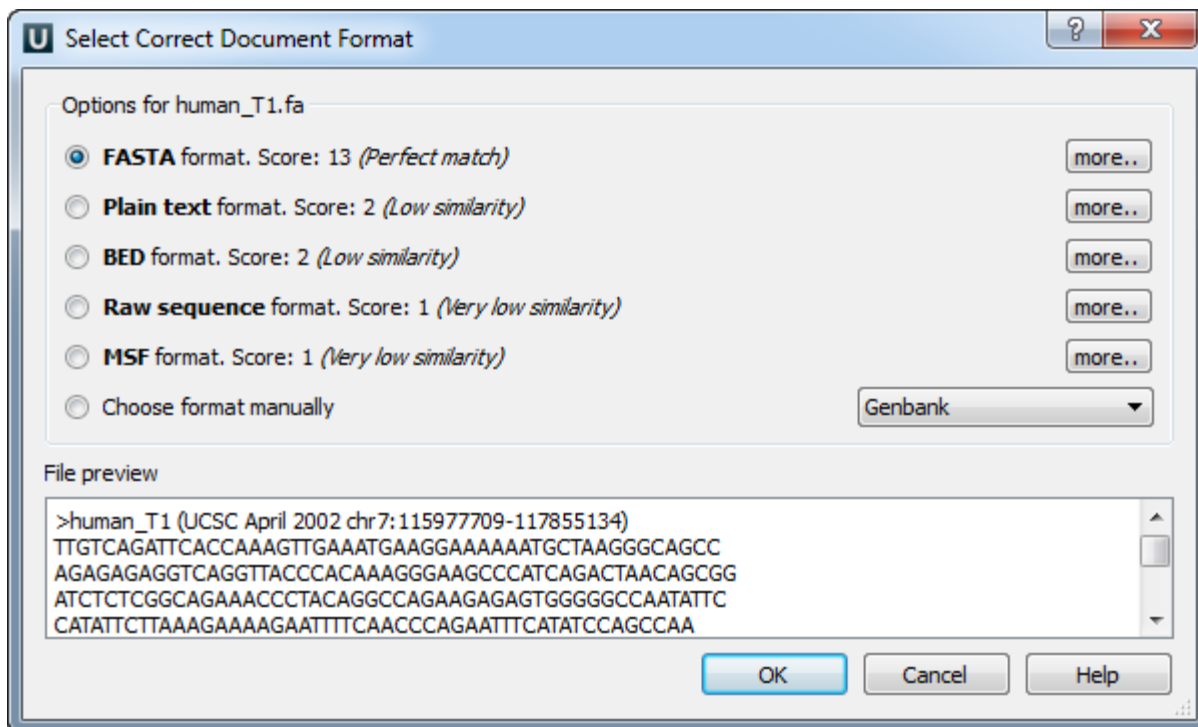 U Select Correct Document Format ? X
Options for human_T1.fa
FASTA format. Score: 13 (Perfect match) more..
Plain text format. Score: 2 (Low similarity) more..
BED format. Score: 2 (Low similarity) more..
Raw sequence format. Score: 1 (Very low similarity) more..
MSF format. Score: 1 (Very low similarity) more..
Choose format manually Genbank
File preview
>human_T1 (UCSC April 2002 chr7:115977709-117855134)
TTGTCAGATTCACCAAAGTTGAAATGAAGGAAAAAATGCTAAGGGCAGCC
AGAGAGAGGTCAGGTTACCCACAAAGGGAAGCCCATCAGACTAACAGCGG
ATCTCTCGGCAGAAACCCTACAGGCCAGAAGAGAGTGGGGGCCAATATTC
CATATTCTTAAAGAAAAGAATTTTCAACCCAGAATTTCATATCCAGCCAA
OK Cancel Help